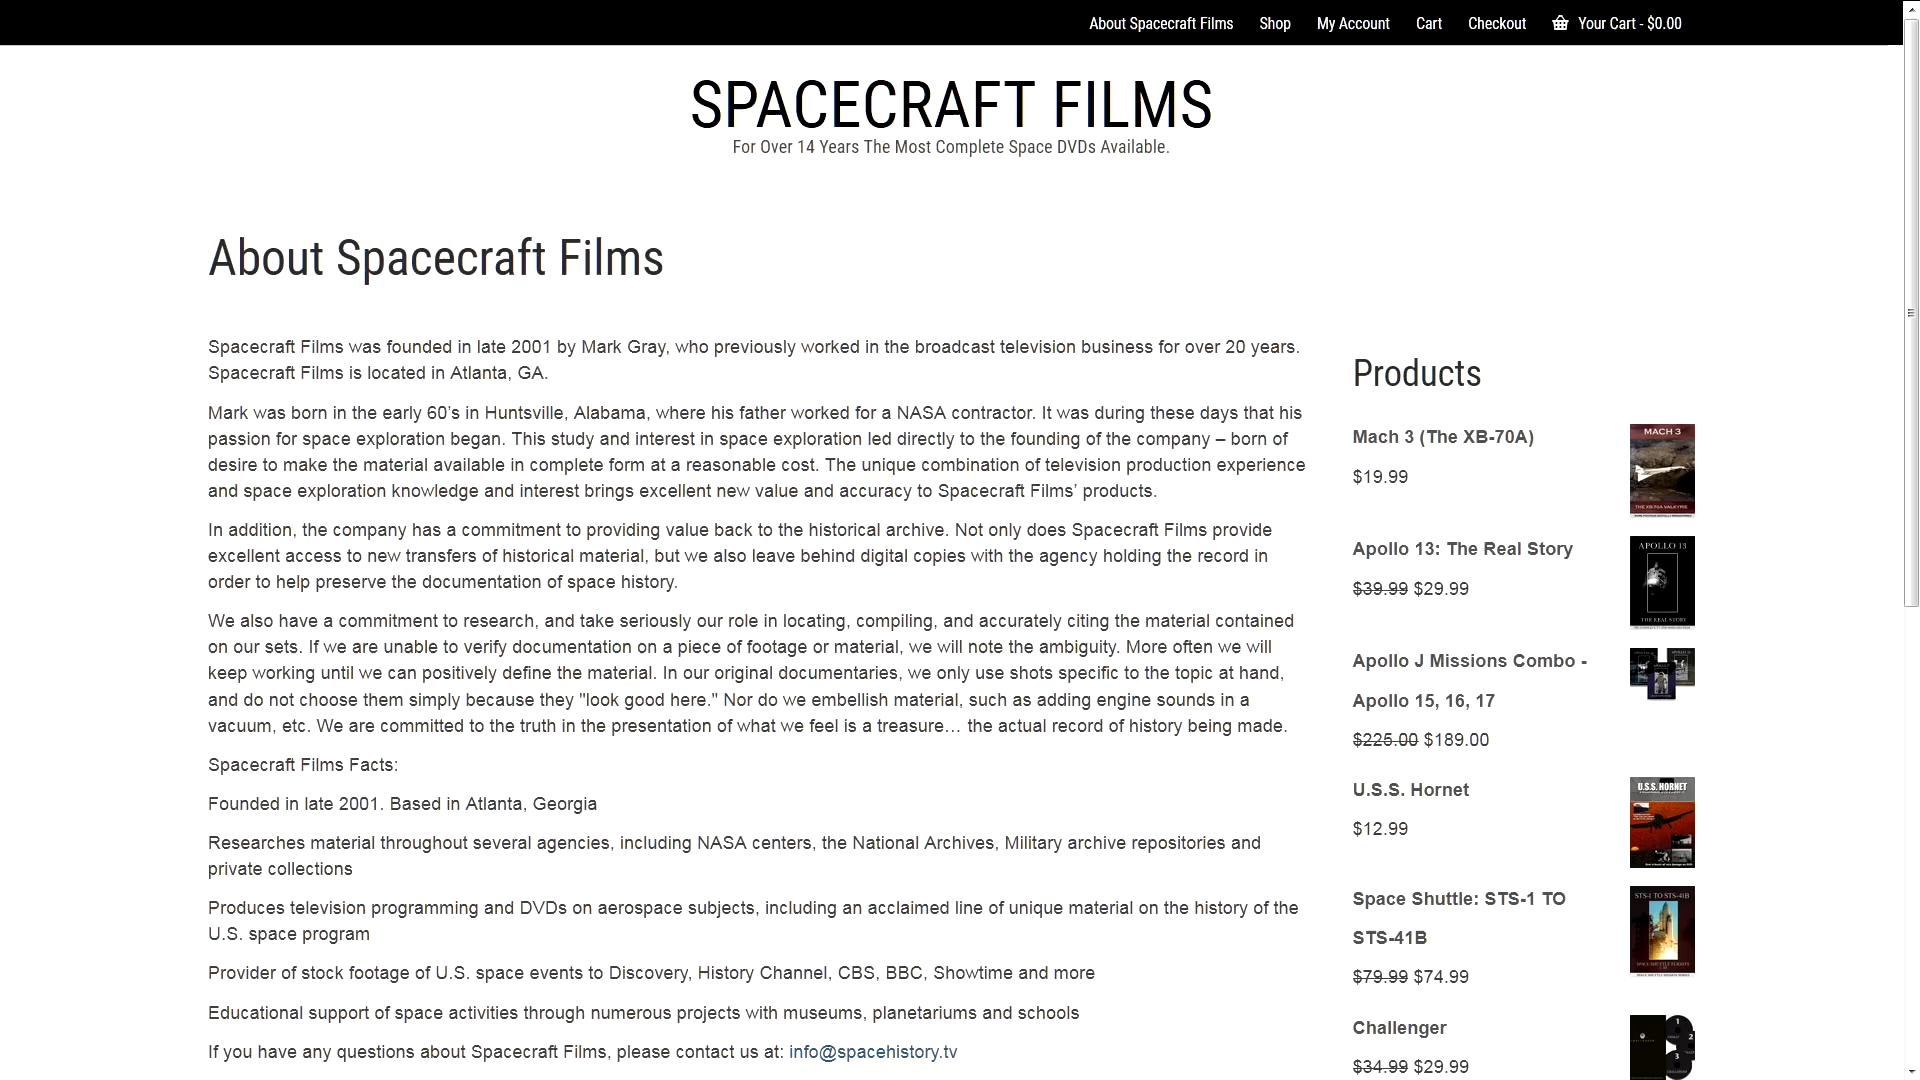 About Spacecraft Films Shop My Account Cart Checkout Your Cart - $0.00
SPACECRAFT FILMS
For Over 14 Years The Most Complete Space DVDs Available.
About Spacecraft Films
Spacecraft Films was founded in late 2001 by Mark Gray, who previously worked in the broadcast television business for over 20 years.
Spacecraft Films is located in Atlanta, GA.
Mark was born in the early 60’s in Huntsville, Alabama, where his father worked for a NASA contractor. It was during these days that his
passion for space exploration began. This study and interest in space exploration led directly to the founding of the company – born of
desire to make the material available in complete form at a reasonable cost. The unique combination of television production experience
and space exploration knowledge and interest brings excellent new value and accuracy to Spacecraft Films’ products.
In addition, the company has a commitment to providing value back to the historical archive. Not only does Spacecraft Films provide
excellent access to new transfers of historical material, but we also leave behind digital copies with the agency holding the record in
order to help preserve the documentation of space history.
We also have a commitment to research, and take seriously our role in locating, compiling, and accurately citing the material contained
on our sets. If we are unable to verify documentation on a piece of footage or material, we will note the ambiguity. More often we will
keep working until we can positively define the material. In our original documentaries, we only use shots specific to the topic at hand,
and do not choose them simply because they "look good here." Nor do we embellish material, such as adding engine sounds in a
vacuum, etc. We are committed to the truth in the presentation of what we feel is a treasure… the actual record of history being made.
Spacecraft Films Facts:
Founded in late 2001. Based in Atlanta, Georgia
Researches material throughout several agencies, including NASA centers, the National Archives, Military archive repositories and
private collections
Produces television programming and DVDs on aerospace subjects, including an acclaimed line of unique material on the history of the
U.S. space program
Provider of stock footage of U.S. space events to Discovery, History Channel, CBS, BBC, Showtime and more
Educational support of space activities through numerous projects with museums, planetariums and schools
If you have any questions about Spacecraft Films, please contact us at: info@spacehistory.tv
Products
Mach 3 (The XB-70A)
$19.99
MACH 3
THE XB-70A VALKYRIE
Apollo 13: The Real Story
$39.99 $29.99
APOLLO 13
THE REAL STORY
Apollo J Missions Combo -
Apollo 15, 16, 17
$225.00 $189.00
U.S.S. Hornet
$12.99
U.S.S. HORNET
Space Shuttle: STS-1 TO
STS-41B
$79.99 $74.99
STS-1 TO STS-41B
Challenger
$34.99 $29.99
1
2
3